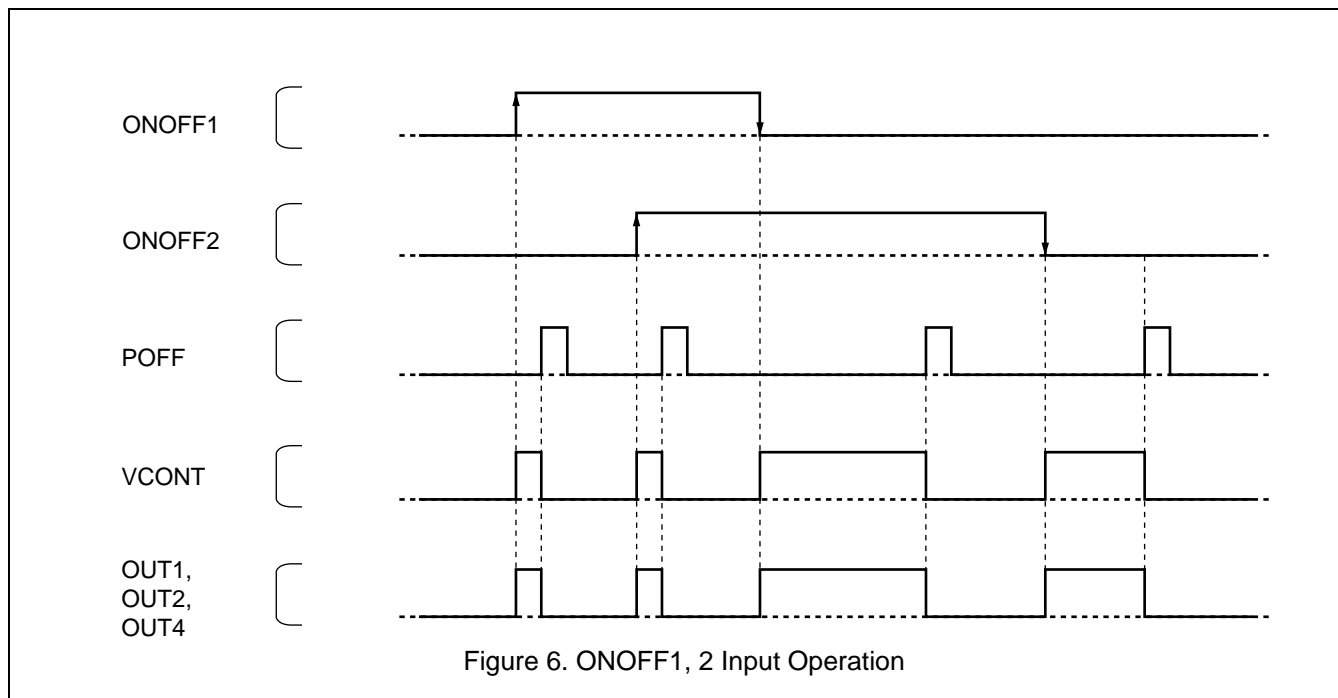 ONOFF1
ONOFF2
POFF
VCONT
OUT1,
OUT2,
OUT4
Figure 6. ONOFF1, 2 Input Operation